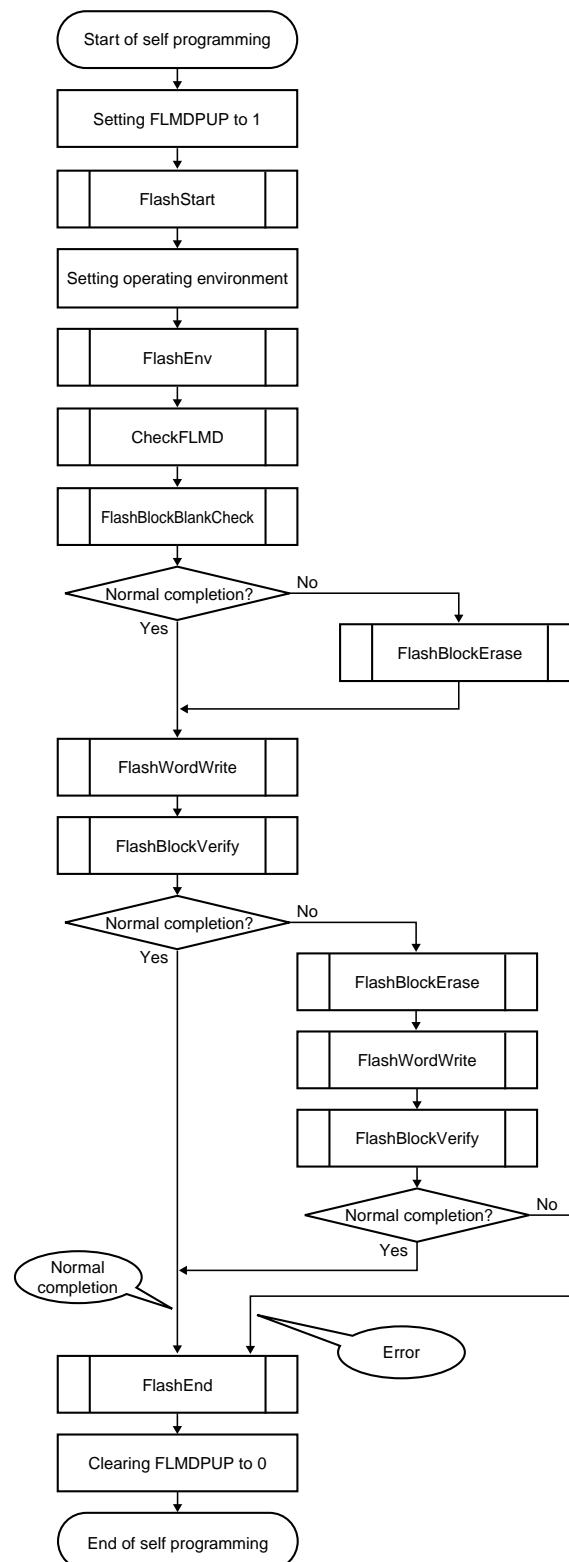 Start of self programming
Setting FLMDPUP to 1
FlashStart
Setting operating environment
FlashEnv
CheckFLMD
FlashBlockBlankCheck
Normal completion?
No
Yes
FlashBlockErase
FlashWordWrite
FlashBlockVerify
Normal completion?
No
Yes
FlashBlockErase
FlashWordWrite
FlashBlockVerify
Normal completion?
No
Yes
Normal
completion
Error
FlashEnd
Clearing FLMDPUP to 0
End of self programming